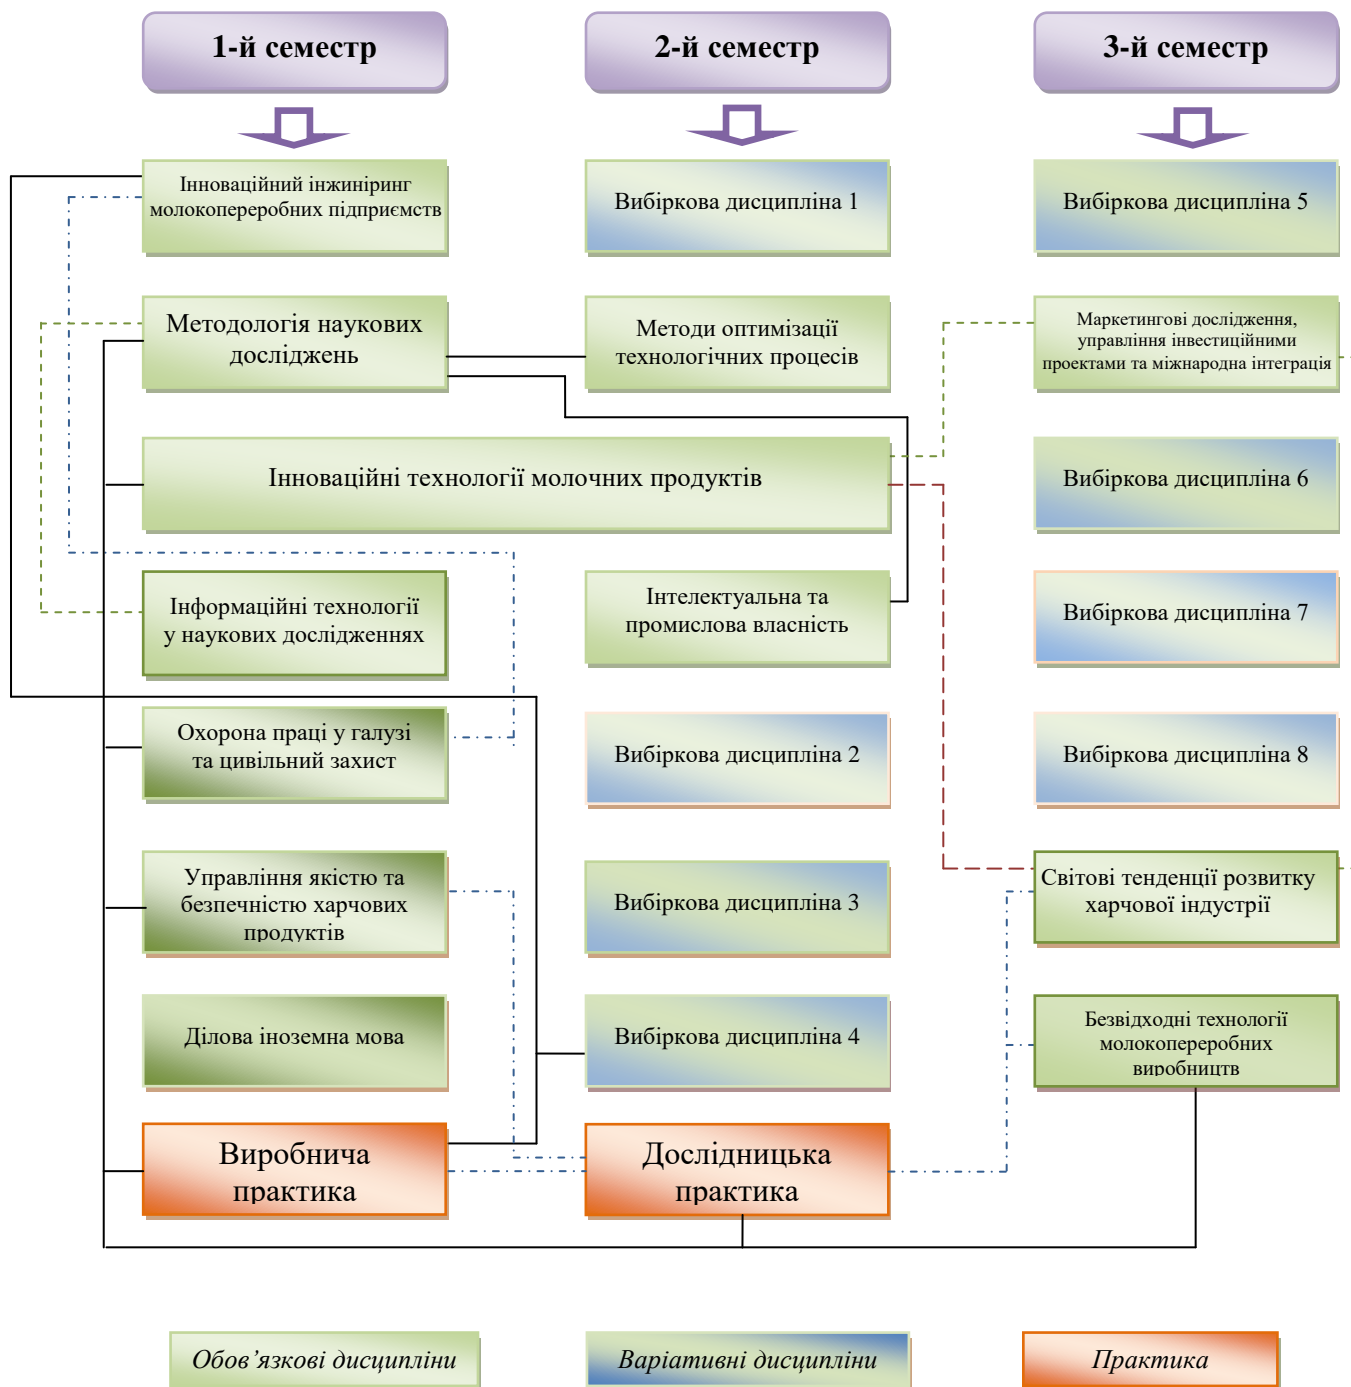 1-й семестр
2-й семестр
3-й семестр
Інноваційний інжиніринг
молокопереробних підприємств
Вибіркова дисципліна 1
Вибіркова дисципліна 5
Методологія наукових
досліджень
Методи оптимізації
технологічних процесів
Маркетингові дослідження,
управління інвестиційними
проектами та міжнародна інтеграція
Інноваційні технології молочних продуктів
Вибіркова дисципліна 6
Інформаційні технології
у наукових дослідженнях
Інтелектуальна та
промислова власність
Вибіркова дисципліна 7
Охорона праці у галузі
та цивільний захист
Вибіркова дисципліна 2
Вибіркова дисципліна 8
Управління якістю та
безпечністю харчових
продуктів
Вибіркова дисципліна 3
Світові тенденції розвитку
харчової індустрії
Ділова іноземна мова
Вибіркова дисципліна 4
Безвідходні технології
молокопереробних
виробництв
Виробнича
практика
Дослідницька
практика
Обов’язкові дисципліни
Варіативні дисципліни
Практика